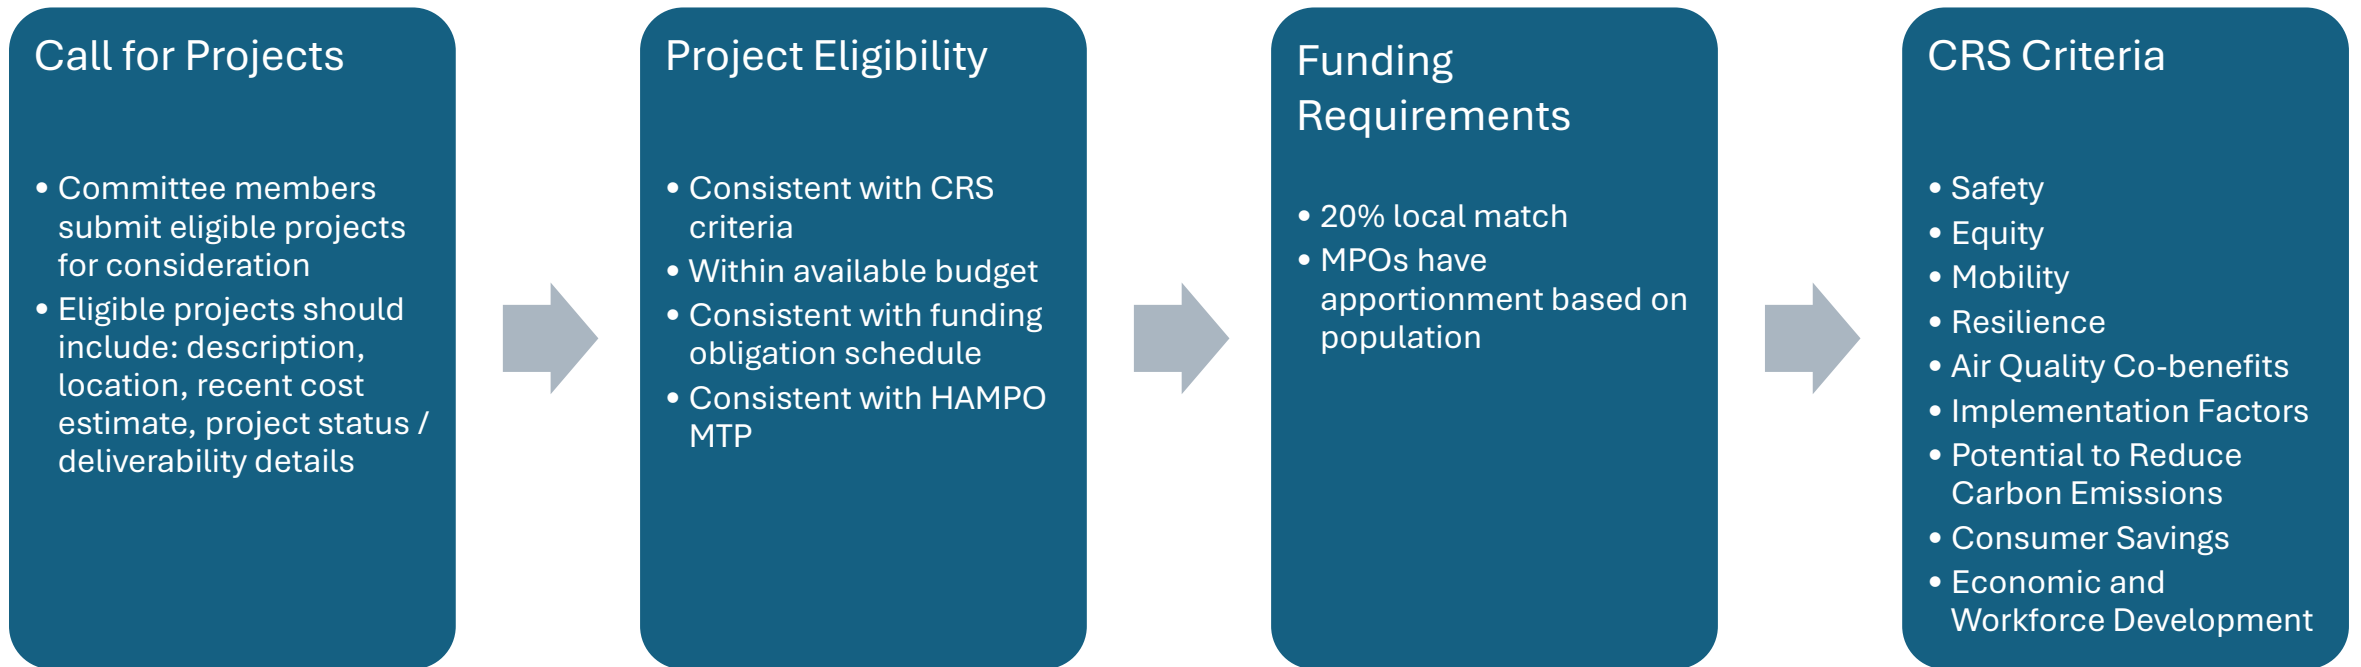 Call for Projects
• Committee members
submit eligible projects
for consideration
• Eligible projects should
include: description,
location, recent cost
estimate, project status /
deliverability details
Project Eligibility
• Consistent with CRS
criteria
• Within available budget
• Consistent with funding
obligation schedule
• Consistent with HAMPO
MTP
Funding
Requirements
• 20% local match
• MPOs have
apportionment based on
population
CRS Criteria
• Safety
• Equity
• Mobility
• Resilience
• Air Quality Co-benefits
• Implementation Factors
• Potential to Reduce
Carbon Emissions
• Consumer Savings
• Economic and
Workforce Development